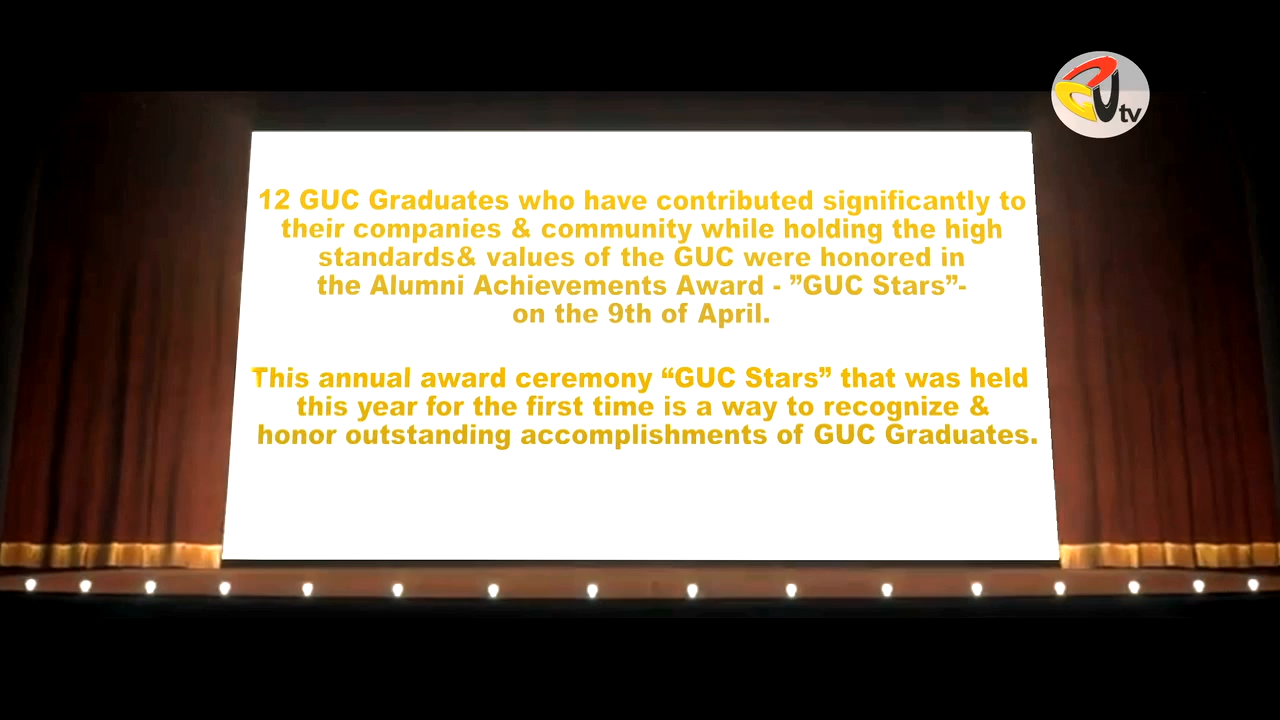 GUtv
12 GUC Graduates who have contributed significantly to
their companies & community while holding the high
standards& values of the GUC were honored in
the Alumni Achievements Award - ”GUC Stars”-
on the 9th of April.
This annual award ceremony “GUC Stars” that was held
this year for the first time is a way to recognize &
honor outstanding accomplishments of GUC Graduates.